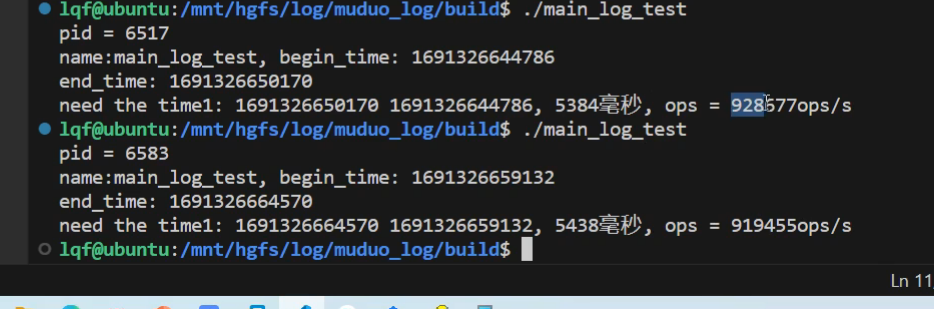 lqf@ubuntu:/mnt/hgfs/log/muduo_log/build$ ./main_log_test
pid = 6517
name:main_log_test, begin_time: 1691326644786
end_time: 1691326650170
need the time1: 1691326650170 1691326644786, 5384毫秒, ops = 928677ops/s
lqf@ubuntu:/mnt/hgfs/log/muduo_log/build$ ./main_log_test
pid = 6583
name:main_log_test, begin_time: 1691326659132
end_time: 1691326664570
need the time1: 1691326664570 1691326659132, 5438毫秒, ops = 919455ops/s
lqf@ubuntu:/mnt/hgfs/log/muduo_log/build$
Ln 11,